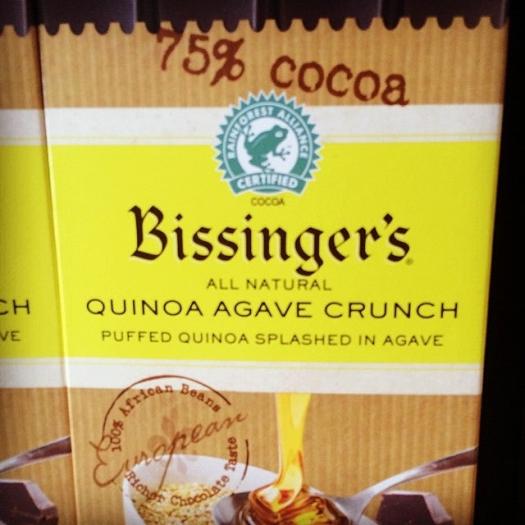 75% cocoa
RAINFOREST ALLIANCE
CERTIFIED
COCOA
Bissinger's®
ALL NATURAL
CH QUINOA AGAVE CRUNCH
VE PUFFED QUINOA SPLASHED IN AGAVE
100% African Beans
European
Richer Chocolate Taste